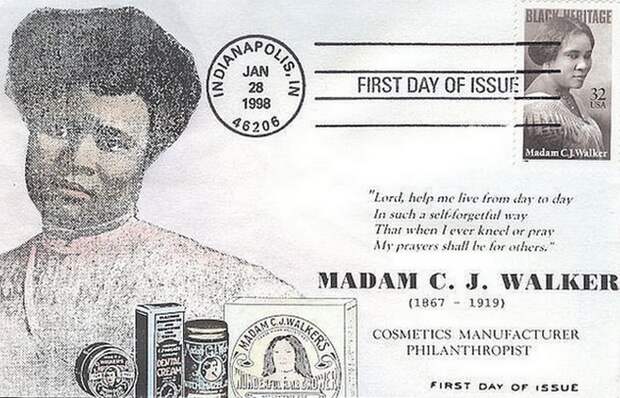 INDIANAPOLIS, IN
JAN
28
1998
46206
FIRST DAY OF ISSUE
BLACK HERITAGE
32
USA
Madam C.J. Walker
"Lord, help me live from day to day
In such a self-forgetful way
That when I ever kneel or pray
My prayers shall be for others."
MADAM C. J. WALKER
(1867 - 1919)
COSMETICS MANUFACTURER
PHILANTHROPIST
FIRST DAY OF ISSUE
DENTAL
CREAM
MADAM C.J. WALKER'S
WONDERFUL HAIR GROWER